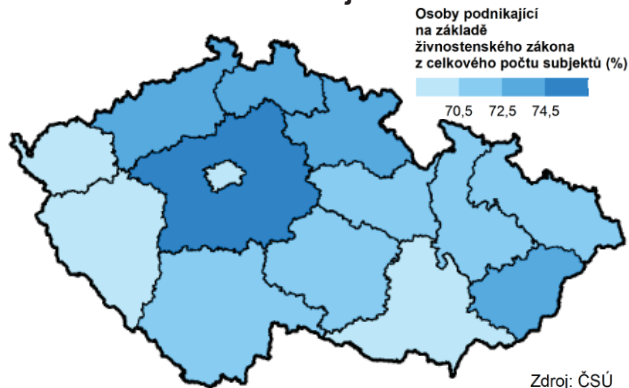 Osoby podnikající
na základě
živnostenského zákona
z celkového počtu subjektů (%)
70,5 72,5 74,5
Zdroj: ČSÚ